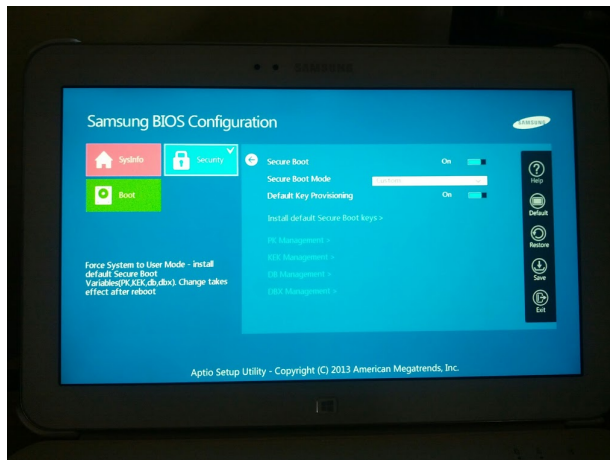 SAMSUNG
Samsung BIOS Configuration
SAMSUNG
SysInfo
Security
Boot
Secure Boot On
Secure Boot Mode Custom
Default Key Provisioning On
Install default Secure Boot keys >
PK Management >
KEK Management >
DB Management >
DBX Management >
Force System to User Mode - install
default Secure Boot
Variables(PK,KEK,db,dbx). Change takes
effect after reboot
Help
Default
Restore
Save
Exit
Aptio Setup Utility - Copyright (C) 2013 American Megatrends, Inc.